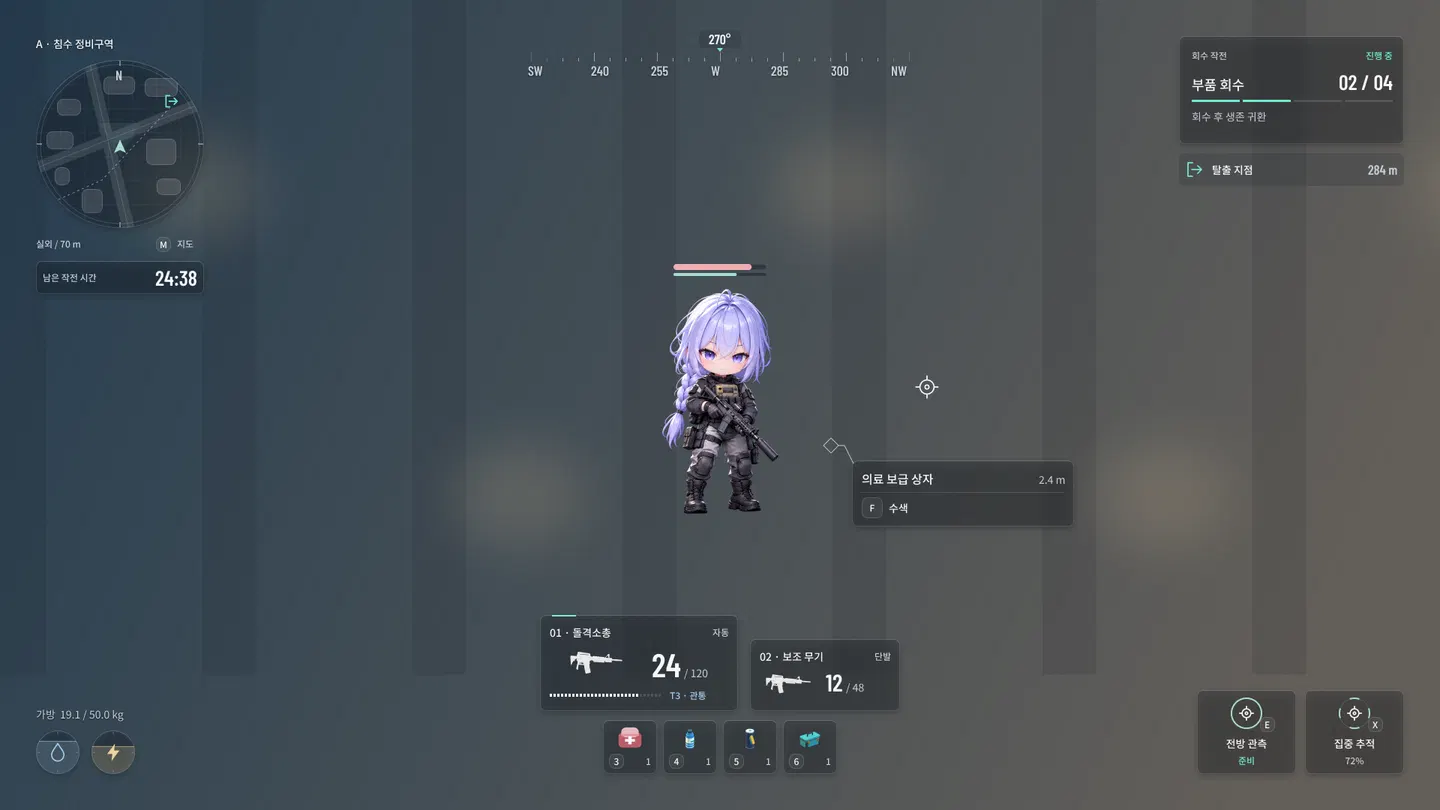 A · 침수 정비구역
N
실외 / 70 m
M 지도
남은 작전 시간 24:38
270°
SW 240 255 W 285 300 NW
회수 작전 진행 중
부품 회수 02 / 04
회수 후 생존 귀환
탈출 지점 284 m
의료 보급 상자 2.4 m
F 수색
01 · 돌격소총 자동
24 / 120
T3 · 관통
02 · 보조 무기 단발
12 / 48
3 1
4 1
5 1
6 1
가방 19.1 / 50.0 kg
E
전방 관측
준비
X
집중 추적
72%